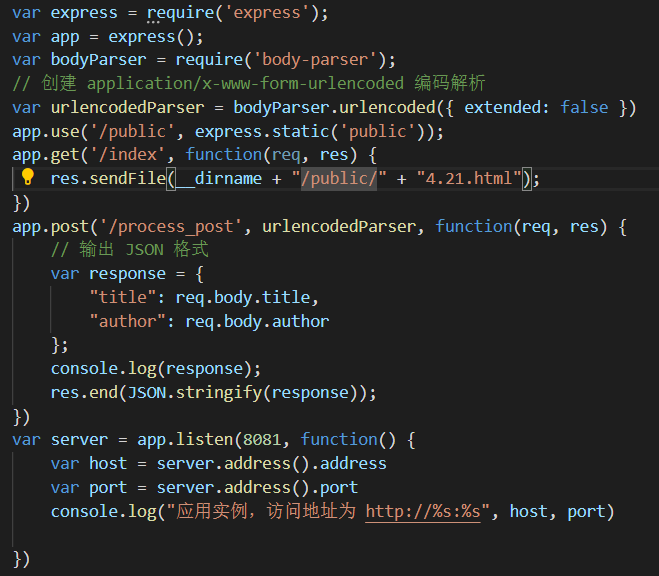 var express = require('express');
var app = express();
var bodyParser = require('body-parser');
// 创建 application/x-www-form-urlencoded 编码解析
var urlencodedParser = bodyParser.urlencoded({ extended: false })
app.use('/public', express.static('public'));
app.get('/index', function(req, res) {
    res.sendFile(__dirname + "/public/" + "4.21.html");
})
app.post('/process_post', urlencodedParser, function(req, res) {
    // 输出 JSON 格式
    var response = {
        "title": req.body.title,
        "author": req.body.author
    };
    console.log(response);
    res.end(JSON.stringify(response));
})
var server = app.listen(8081, function() {
    var host = server.address().address
    var port = server.address().port
    console.log("应用实例，访问地址为 http://%s:%s", host, port)
})